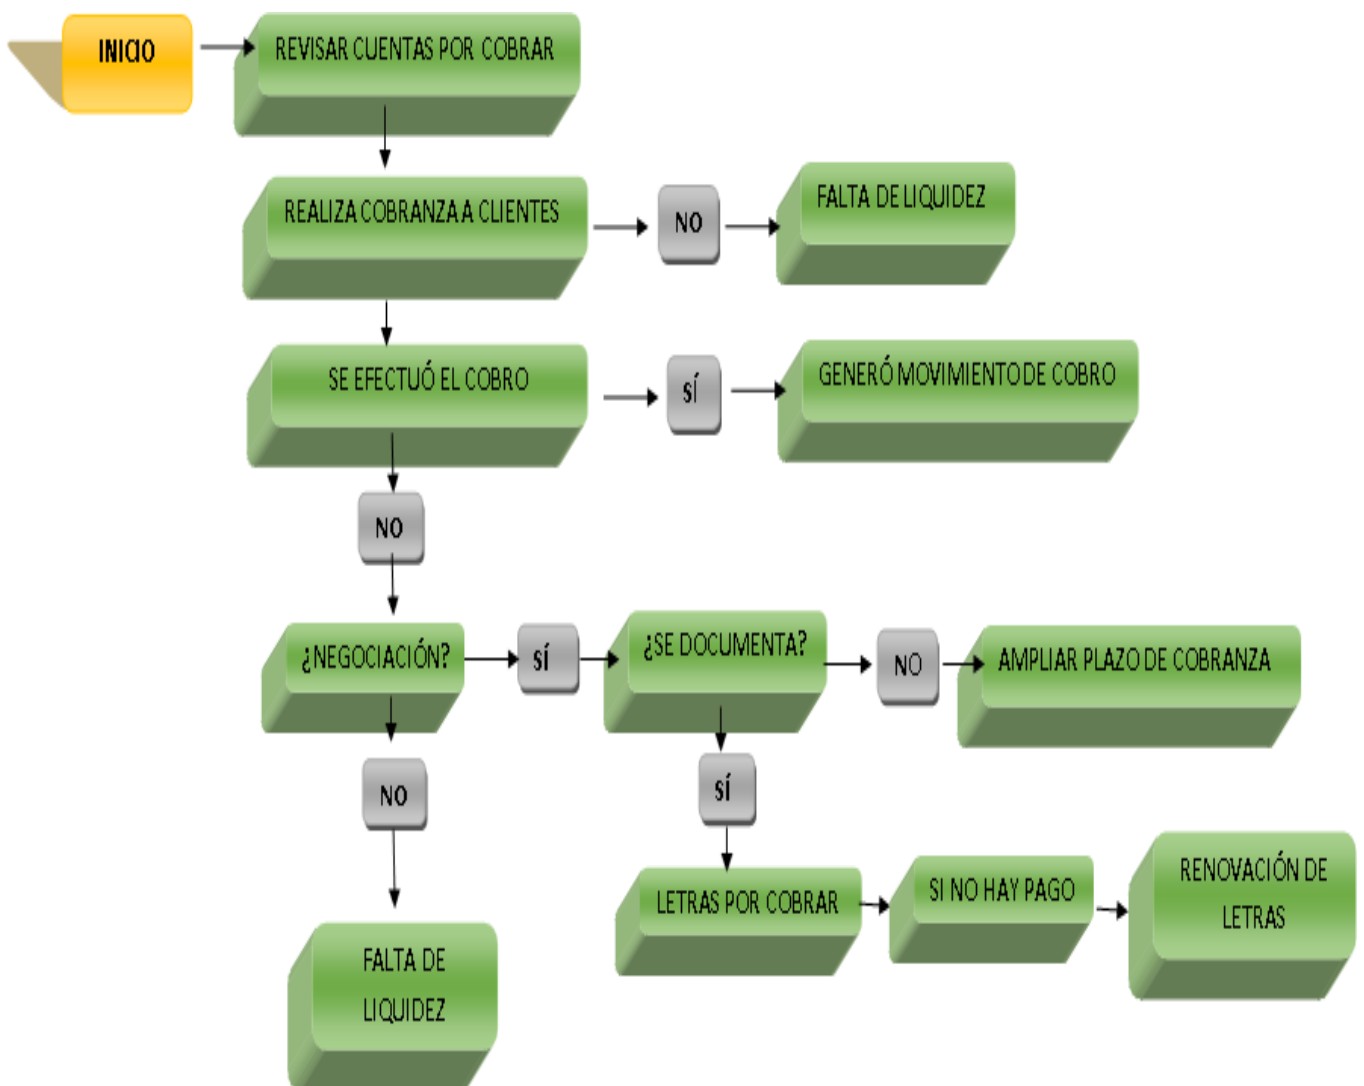 INICIO
REVISAR CUENTAS POR COBRAR
REALIZA COBRANZA A CLIENTES
NO
FALTA DE LIQUIDEZ
SE EFECTUÓ EL COBRO
SÍ
GENERÓ MOVIMIENTO DE COBRO
NO
¿NEGOCIACIÓN?
SÍ
¿SE DOCUMENTA?
NO
AMPLIAR PLAZO DE COBRANZA
NO
SÍ
LETRAS POR COBRAR
SI NO HAY PAGO
RENOVACIÓN DE
LETRAS
FALTA DE
LIQUIDEZ